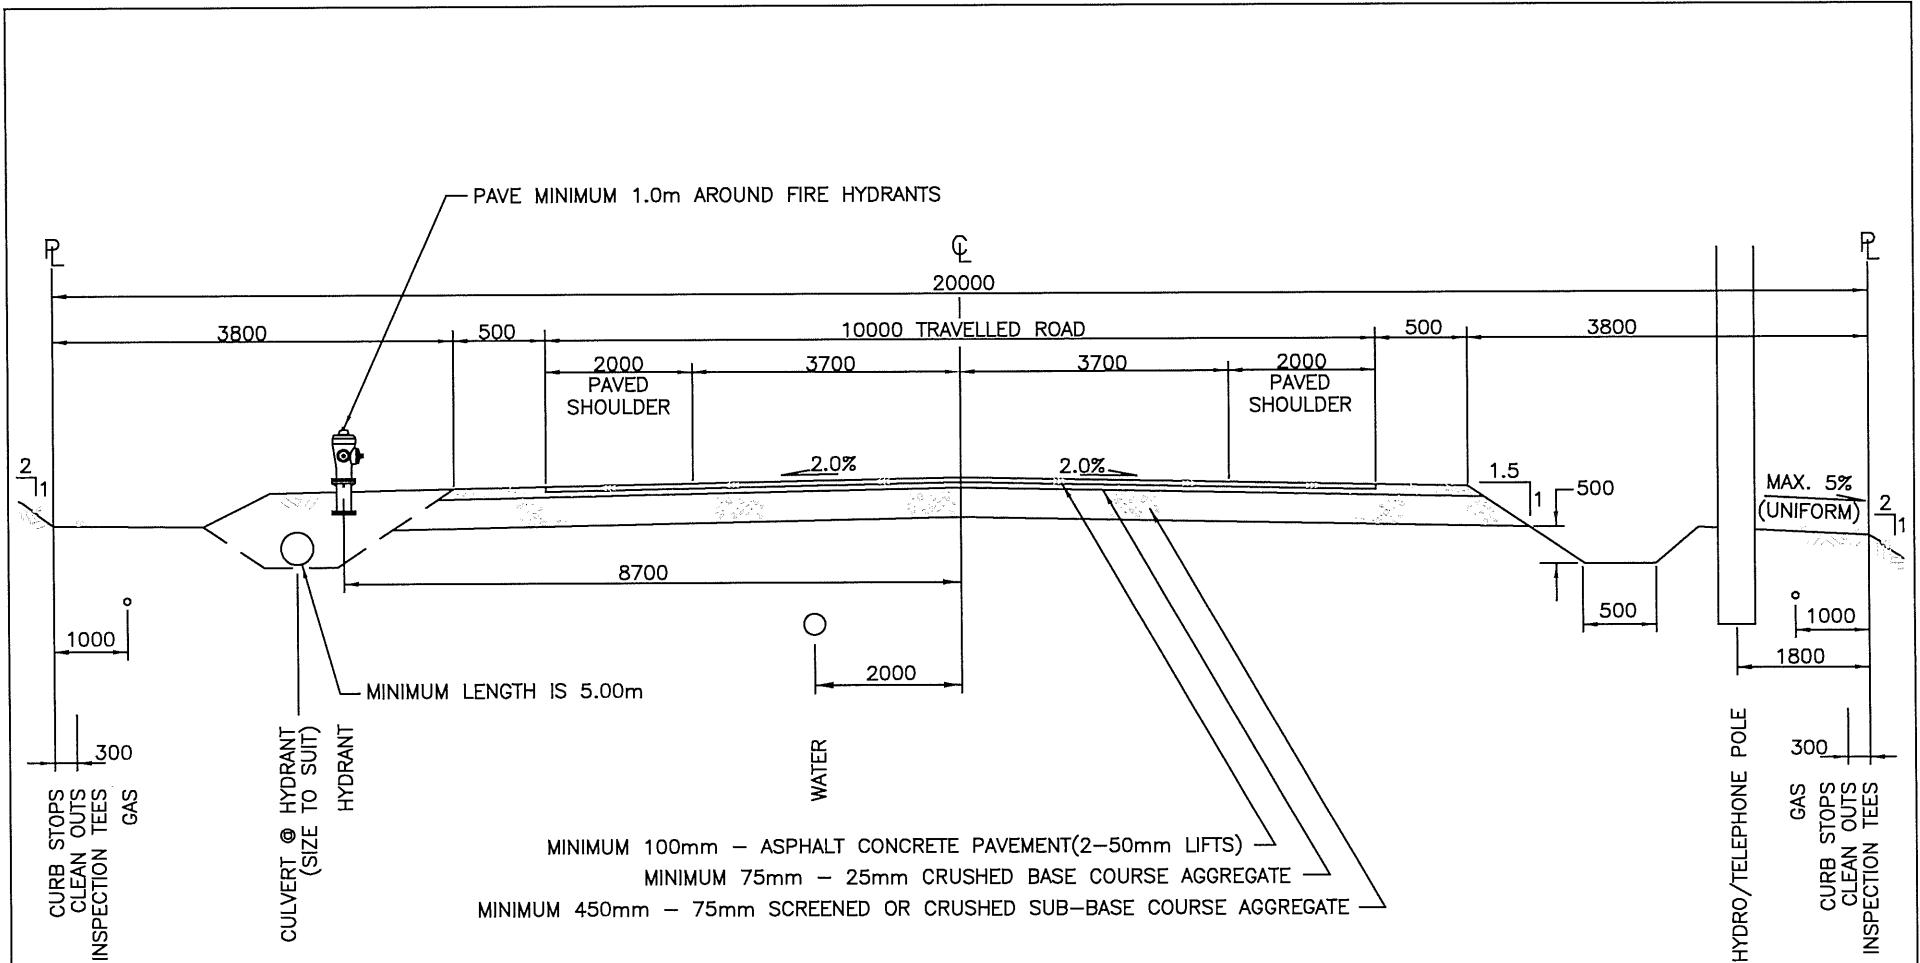 PAVE MINIMUM 1.0m AROUND FIRE HYDRANTS
PL
CL
PL
20000
3800
500
10000 TRAVELLED ROAD
500
3800
2000
PAVED
SHOULDER
3700
3700
2000
PAVED
SHOULDER
2
1
2.0%
2.0%
1.5
1
500
MAX. 5%
(UNIFORM)
2
1
8700
500
1000
1000
1800
2000
MINIMUM LENGTH IS 5.00m
300
300
CURB STOPS
CLEAN OUTS
INSPECTION TEES
GAS
CULVERT @ HYDRANT
(SIZE TO SUIT)
HYDRANT
WATER
HYDRO/TELEPHONE POLE
GAS
CURB STOPS
CLEAN OUTS
INSPECTION TEES
MINIMUM 100mm – ASPHALT CONCRETE PAVEMENT(2–50mm LIFTS)
MINIMUM 75mm – 25mm CRUSHED BASE COURSE AGGREGATE
MINIMUM 450mm – 75mm SCREENED OR CRUSHED SUB–BASE COURSE AGGREGATE